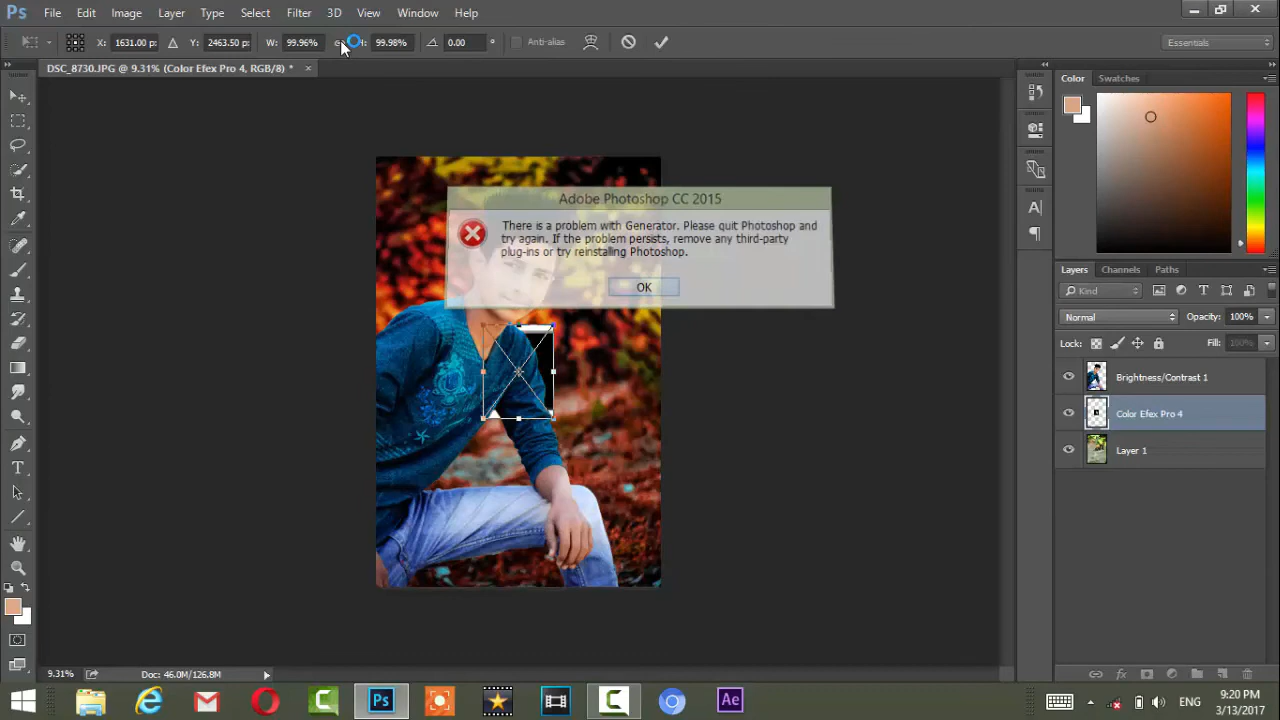 Ps File Edit Image Layer Type Select Filter 3D View Window Help
X: 1631.00 p: Y: 2463.50 p: W: 99.96% H: 99.98% 0.00 ° Anti-alias Essentials
DSC_8730.JPG @ 9.31% (Color Efex Pro 4, RGB/8) * ×
Color Swatches
Adobe Photoshop CC 2015
There is a problem with Generator. Please quit Photoshop and
try again. If the problem persists, remove any third-party
plug-ins or try reinstalling Photoshop.
OK
Layers Channels Paths
Kind
Normal Opacity: 100%
Lock: Fill: 100%
Brightness/Contrast 1
Color Efex Pro 4
Layer 1
9.31% Doc: 46.0M/126.8M
Ps Ae ENG 9:20 PM
3/13/2017